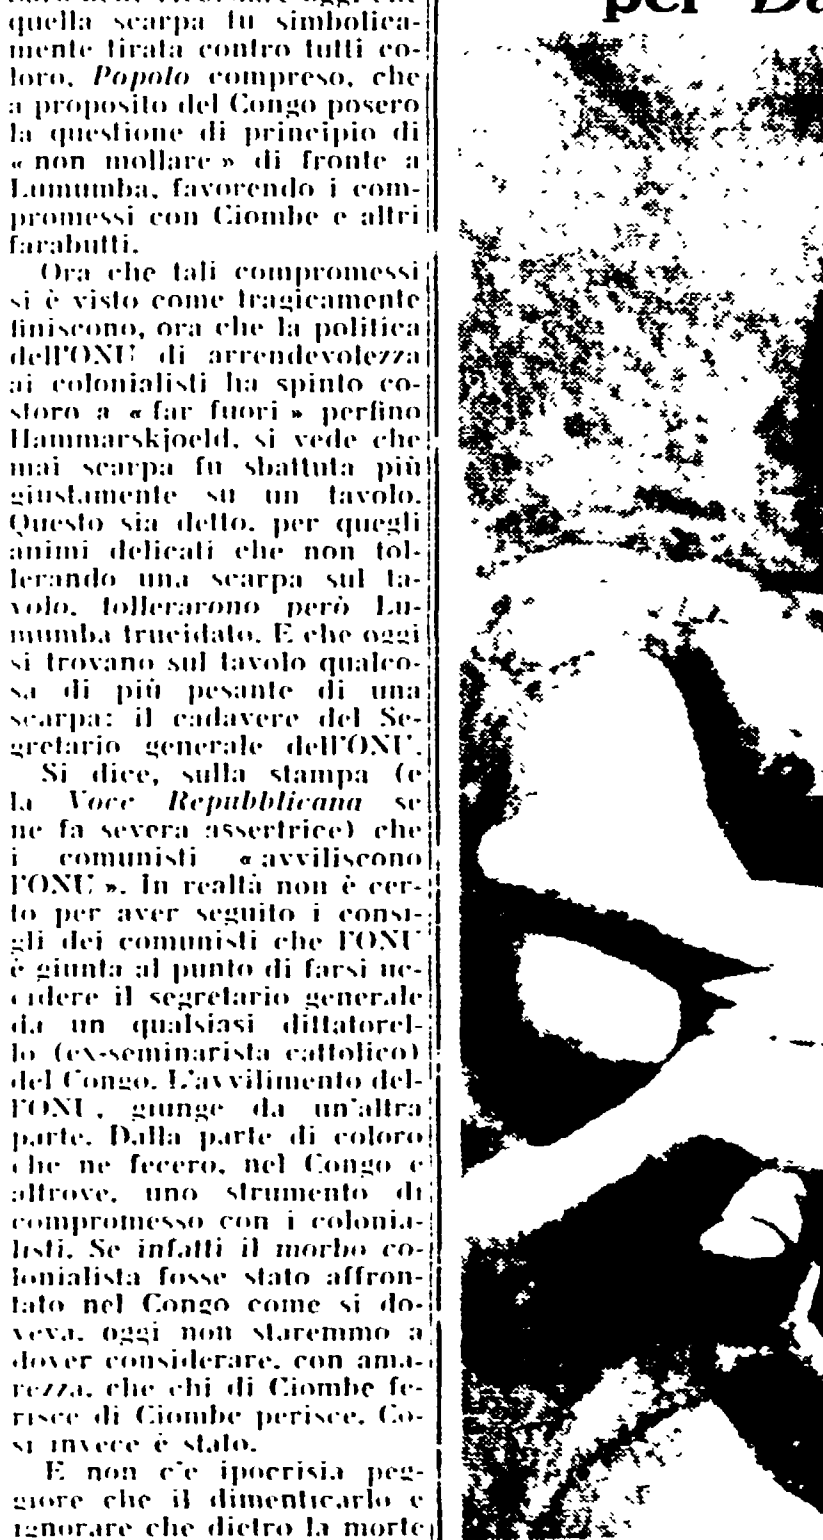 quella scarpa fu simbolica-
mente tirata contro tutti co-
loro, Popolo compreso, che
a proposito del Congo posero
la questione di principio di
« non mollare » di fronte a
Lumumba, favorendo i com-
promessi con Ciombe e altri
farabutti.
Ora che tali compromessi
si è visto come tragicamente
finiscono, ora che la politica
dell'ONU di arrendevolezza
ai colonialisti ha spinto co-
storo a « far fuori » perfino
Hammarskjoeld, si vede che
mai scarpa fu sbattuta più
giustamente su un tavolo.
Questo sia detto, per quegli
animi delicati che non tol-
lerando una scarpa sul ta-
volo, tollerarono però Lu-
mumba trucidato. E che oggi
si trovano sul tavolo qualco-
sa di più pesante di una
scarpa: il cadavere del Se-
gretario generale dell'ONU.
Si dice, sulla stampa (e
la Voce Repubblicana se
ne fa severa assertrice) che
i comunisti « avviliscono
l'ONU ». In realtà non è cer-
to per aver seguito i consi-
gli dei comunisti che l'ONU
è giunta al punto di farsi uc-
cidere il segretario generale
da un qualsiasi dittatorel-
lo (ex-seminarista cattolico)
del Congo. L'avvilimento del-
l'ONU, giunge da un'altra
parte. Dalla parte di coloro
che ne fecero, nel Congo e
altrove, uno strumento di
compromesso con i colonia-
listi. Se infatti il morbo co-
lonialista fosse stato affron-
tato nel Congo come si do-
veva, oggi non staremmo a
dover considerare, con ama-
rezza, che chi di Ciombe fe-
risce di Ciombe perisce. Co-
sì invece è stato.
E non c'è ipocrisia peg-
giore che il dimenticarlo e
ignorare che dietro la morte
per Da